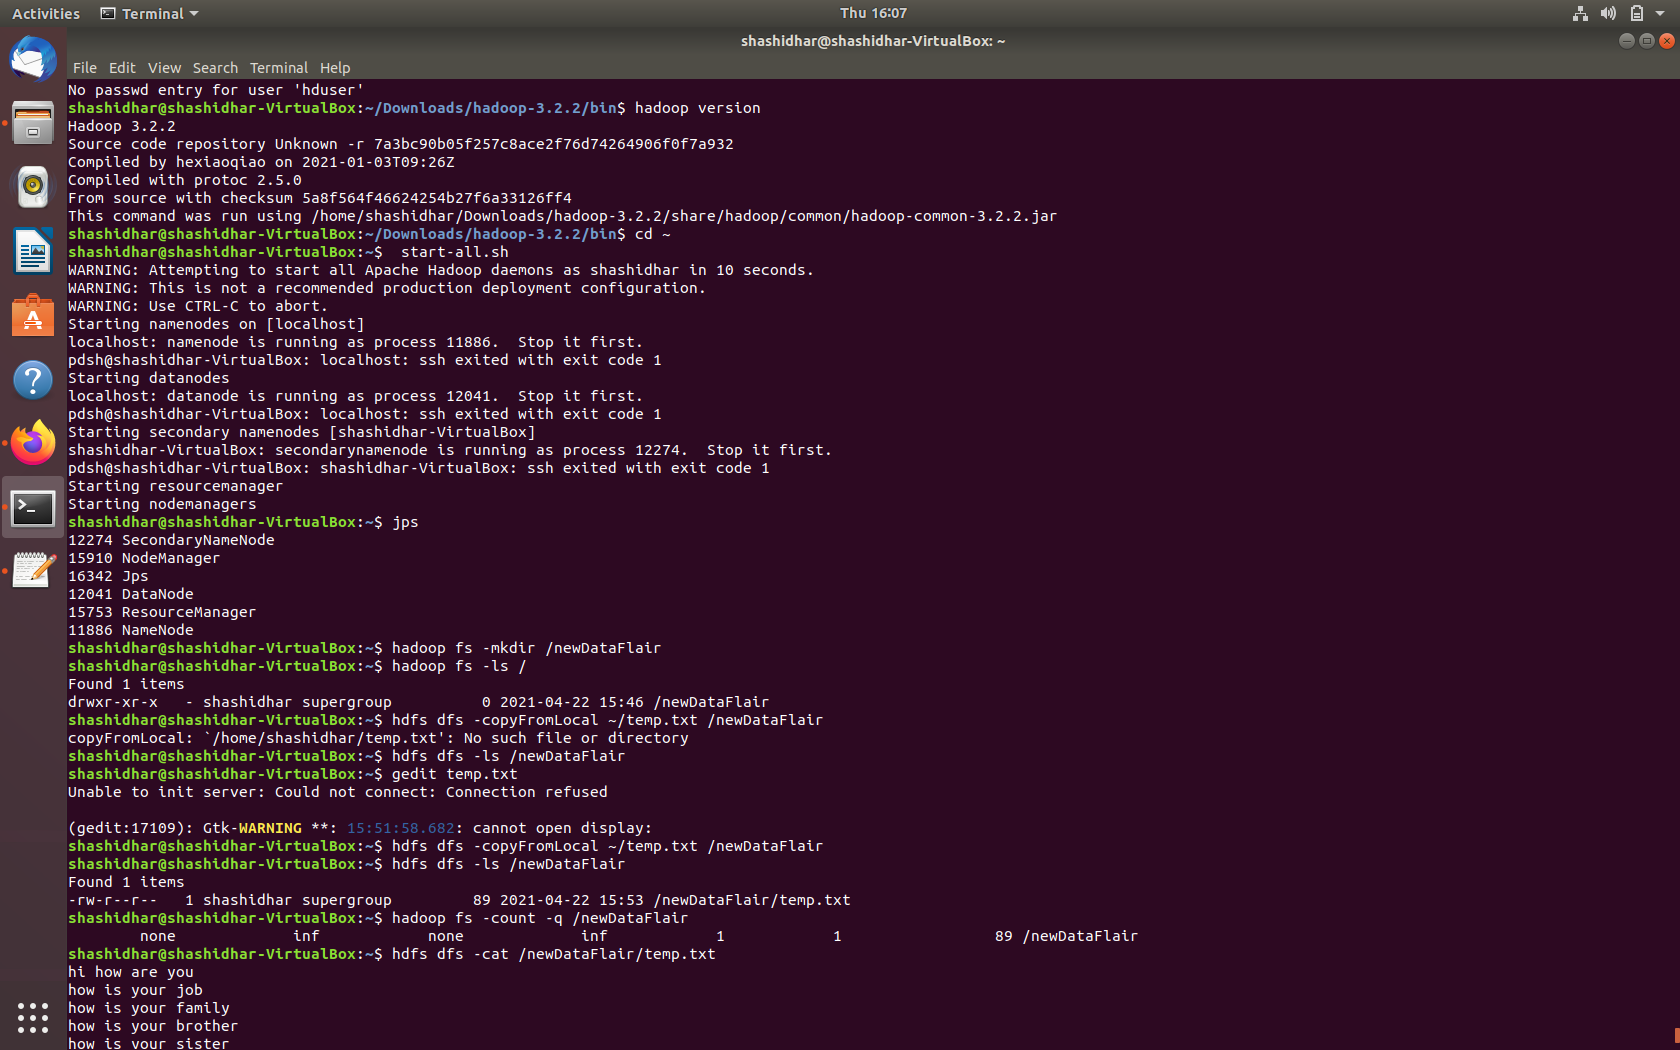 Activities Terminal Thu 16:07
shashidhar@shashidhar-VirtualBox: ~
File Edit View Search Terminal Help
No passwd entry for user 'hduser'
shashidhar@shashidhar-VirtualBox:~/Downloads/hadoop-3.2.2/bin$ hadoop version
Hadoop 3.2.2
Source code repository Unknown -r 7a3bc90b05f257c8ace2f76d74264906f0f7a932
Compiled by hexiaoqiao on 2021-01-03T09:26Z
Compiled with protoc 2.5.0
From source with checksum 5a8f564f46624254b27f6a33126ff4
This command was run using /home/shashidhar/Downloads/hadoop-3.2.2/share/hadoop/common/hadoop-common-3.2.2.jar
shashidhar@shashidhar-VirtualBox:~/Downloads/hadoop-3.2.2/bin$ cd ~
shashidhar@shashidhar-VirtualBox:~$  start-all.sh
WARNING: Attempting to start all Apache Hadoop daemons as shashidhar in 10 seconds.
WARNING: This is not a recommended production deployment configuration.
WARNING: Use CTRL-C to abort.
Starting namenodes on [localhost]
localhost: namenode is running as process 11886.  Stop it first.
pdsh@shashidhar-VirtualBox: localhost: ssh exited with exit code 1
Starting datanodes
localhost: datanode is running as process 12041.  Stop it first.
pdsh@shashidhar-VirtualBox: localhost: ssh exited with exit code 1
Starting secondary namenodes [shashidhar-VirtualBox]
shashidhar-VirtualBox: secondarynamenode is running as process 12274.  Stop it first.
pdsh@shashidhar-VirtualBox: shashidhar-VirtualBox: ssh exited with exit code 1
Starting resourcemanager
Starting nodemanagers
shashidhar@shashidhar-VirtualBox:~$ jps
12274 SecondaryNameNode
15910 NodeManager
16342 Jps
12041 DataNode
15753 ResourceManager
11886 NameNode
shashidhar@shashidhar-VirtualBox:~$ hadoop fs -mkdir /newDataFlair
shashidhar@shashidhar-VirtualBox:~$ hadoop fs -ls /
Found 1 items
drwxr-xr-x   - shashidhar supergroup          0 2021-04-22 15:46 /newDataFlair
shashidhar@shashidhar-VirtualBox:~$ hdfs dfs -copyFromLocal ~/temp.txt /newDataFlair
copyFromLocal: `/home/shashidhar/temp.txt': No such file or directory
shashidhar@shashidhar-VirtualBox:~$ hdfs dfs -ls /newDataFlair
shashidhar@shashidhar-VirtualBox:~$ gedit temp.txt
Unable to init server: Could not connect: Connection refused
(gedit:17109): Gtk-WARNING **: 15:51:58.682: cannot open display:
shashidhar@shashidhar-VirtualBox:~$ hdfs dfs -copyFromLocal ~/temp.txt /newDataFlair
shashidhar@shashidhar-VirtualBox:~$ hdfs dfs -ls /newDataFlair
Found 1 items
-rw-r--r--   1 shashidhar supergroup         89 2021-04-22 15:53 /newDataFlair/temp.txt
shashidhar@shashidhar-VirtualBox:~$ hadoop fs -count -q /newDataFlair
        none             inf            none             inf            1            1                 89 /newDataFlair
shashidhar@shashidhar-VirtualBox:~$ hdfs dfs -cat /newDataFlair/temp.txt
hi how are you
how is your job
how is your family
how is your brother
how is your sister